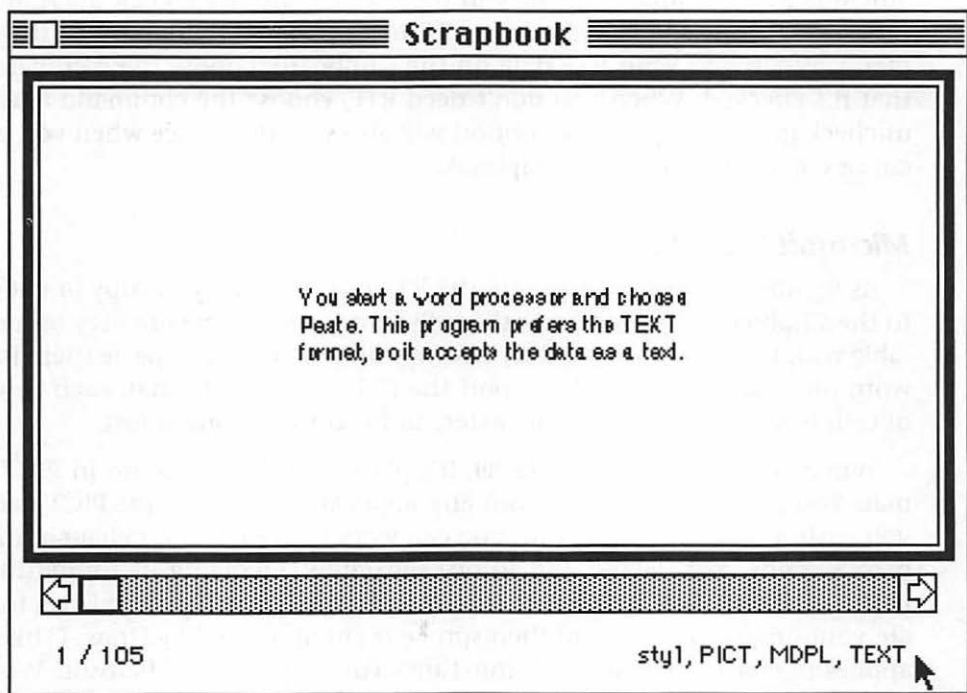 Scrapbook
You start a word processor and choose
Paste. This program prefers the TEXT
format, so it accepts the data as a text.
1 / 105
styl, PICT, MDPL, TEXT